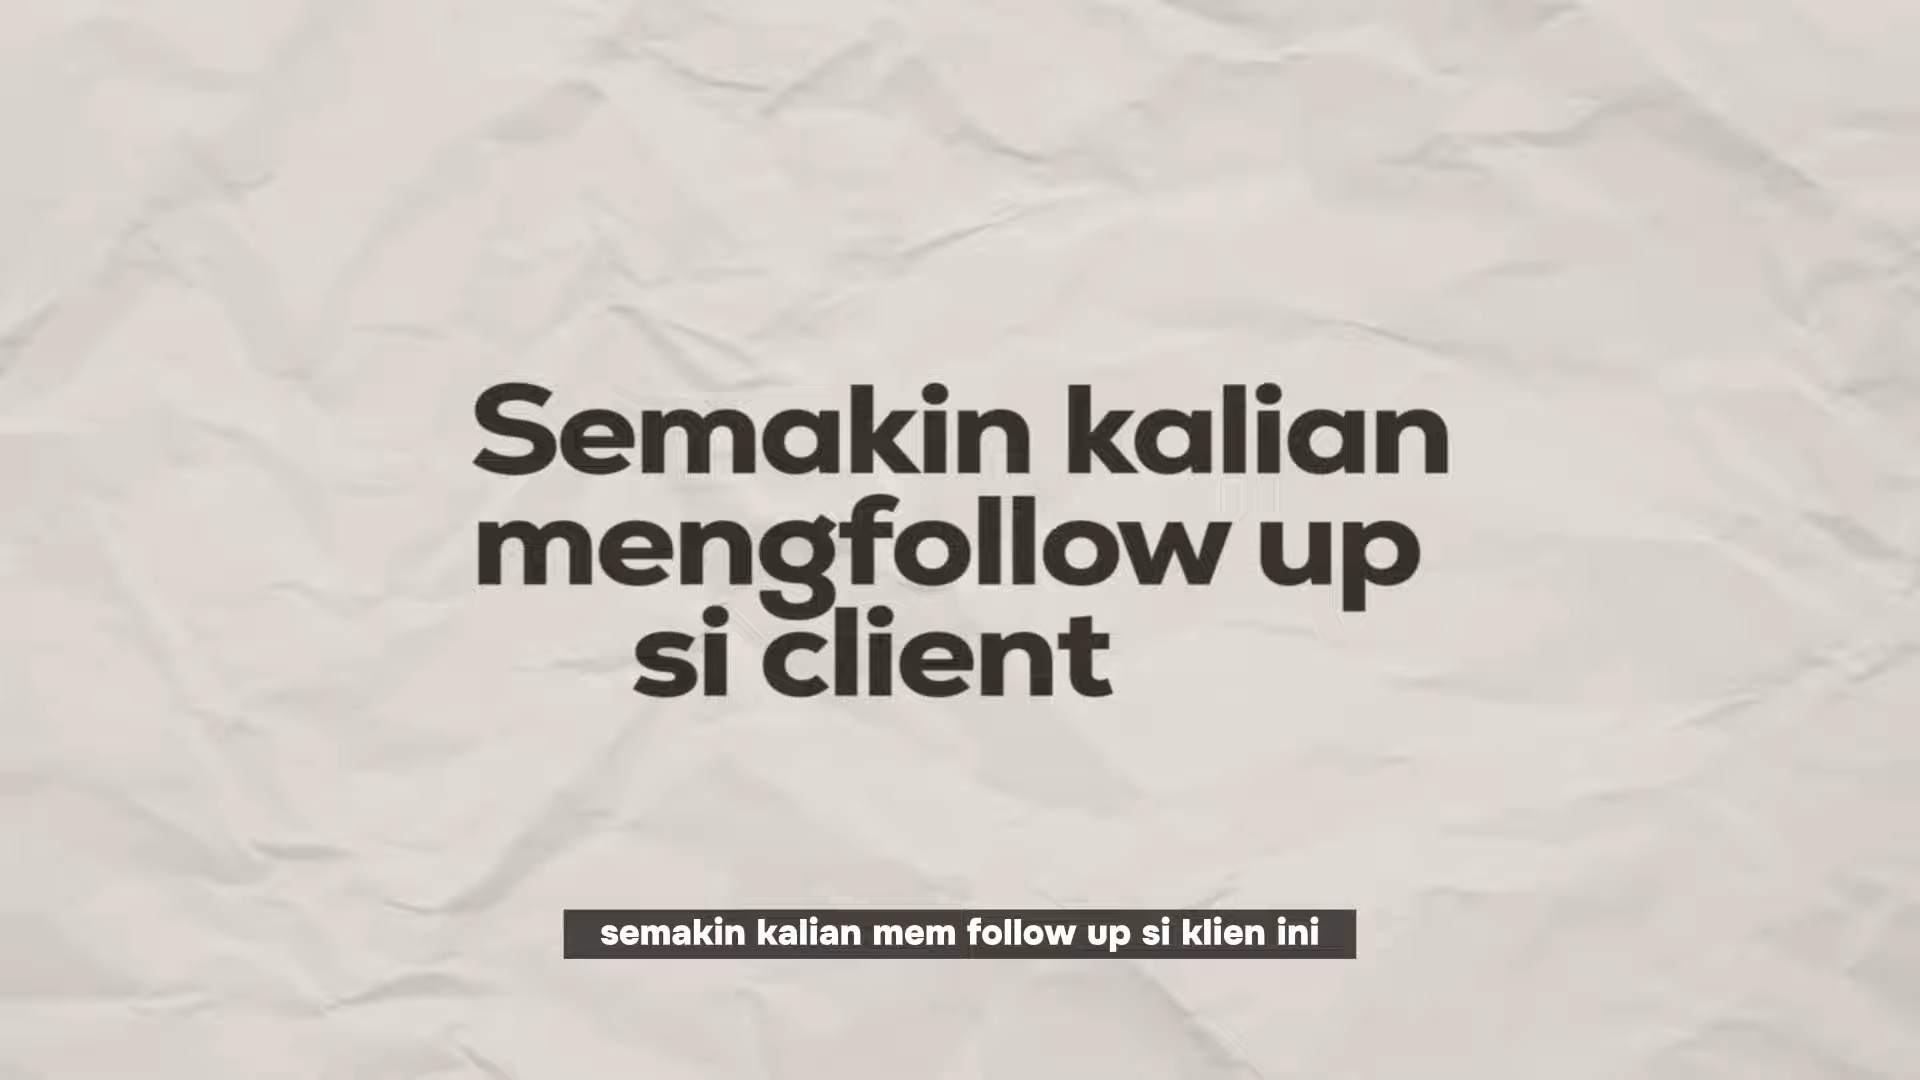 Semakin kalian
mengfollow up
si client
semakin kalian mem follow up si klien ini